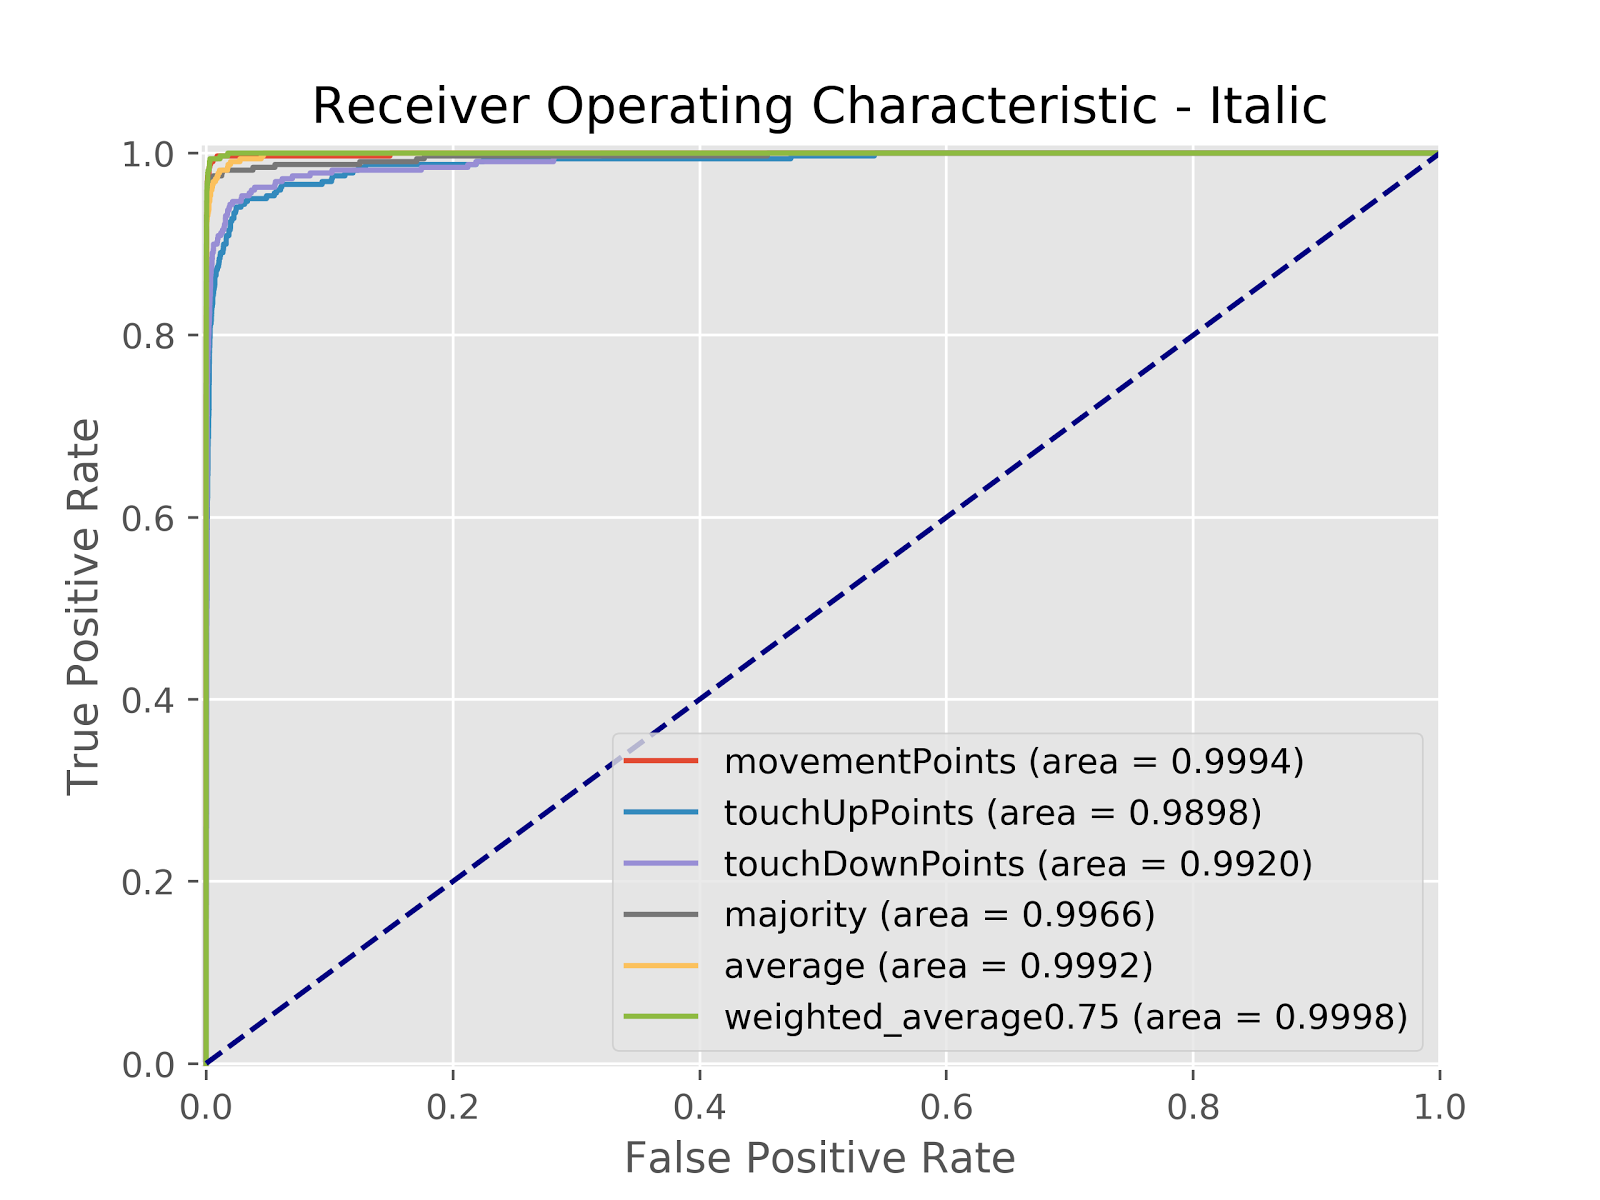 Receiver Operating Characteristic - Italic
1.0
0.8
0.6
0.4
0.2
0.0
True Positive Rate
movementPoints (area = 0.9994)
touchUpPoints (area = 0.9898)
touchDownPoints (area = 0.9920)
majority (area = 0.9966)
average (area = 0.9992)
weighted_average0.75 (area = 0.9998)
0.0 0.2 0.4 0.6 0.8 1.0
False Positive Rate